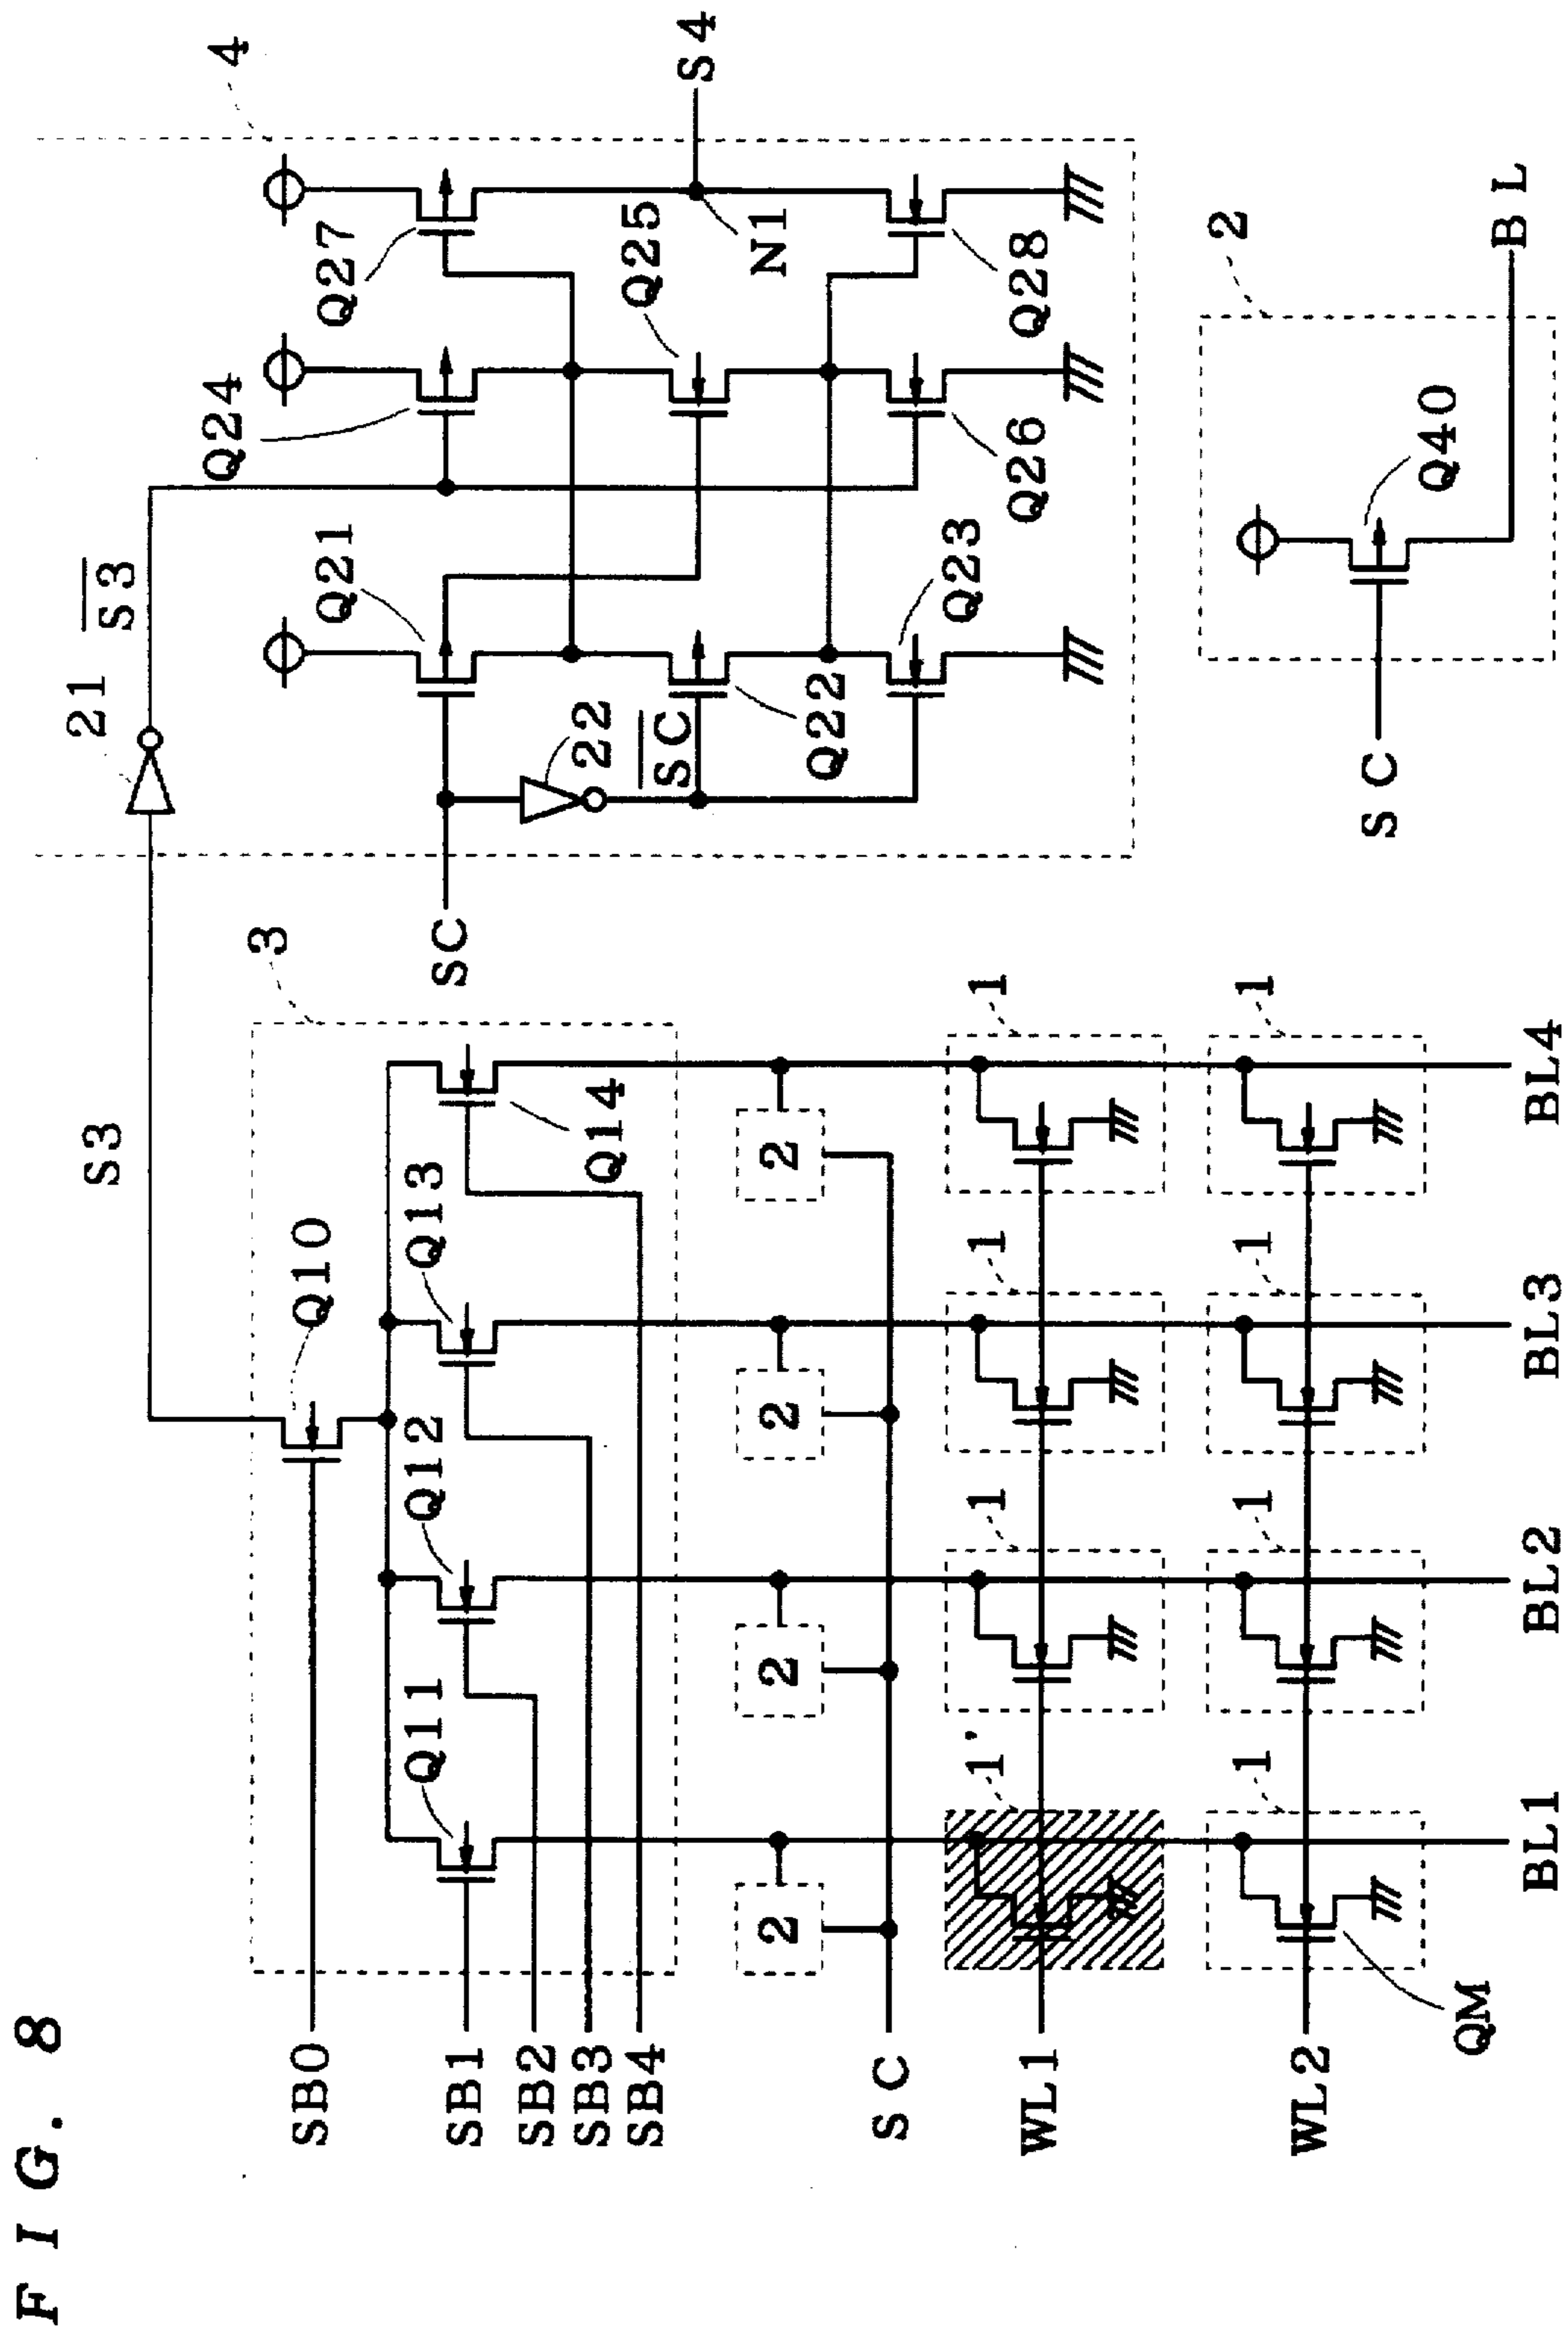 FIG. 8
S3
21
S3
4
3
Q10
Q11
Q12
Q13
Q14
SB0
SB1
SB2
SB3
SB4
2
2
2
2
SC
1'
1
1
1
WL1
1
1
1
1
WL2
QM
BL1
BL2
BL3
BL4
SC
22
SC
Q21
Q22
Q23
Q24
Q25
Q26
Q27
Q28
N1
S4
2
SC
Q40
BL